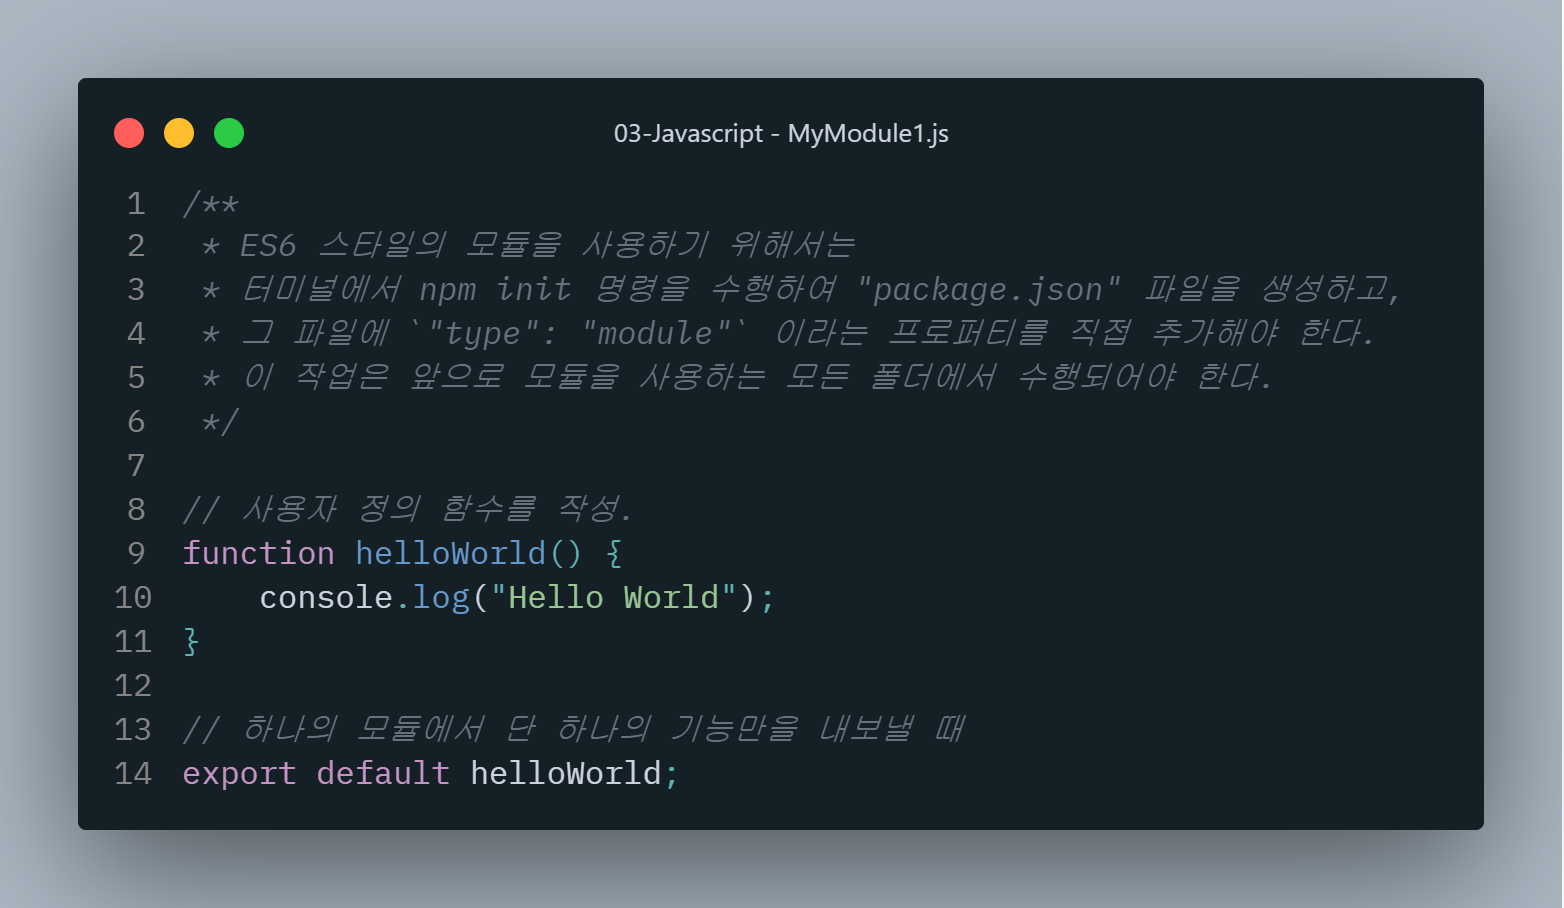 03-Javascript - MyModule1.js
1 /**
2  * ES6 스타일의 모듈을 사용하기 위해서는
3  * 터미널에서 npm init 명령을 수행하여 "package.json" 파일을 생성하고,
4  * 그 파일에 `"type": "module"` 이라는 프로퍼티를 직접 추가해야 한다.
5  * 이 작업은 앞으로 모듈을 사용하는 모든 폴더에서 수행되어야 한다.
6  */
7
8 // 사용자 정의 함수를 작성.
9 function helloWorld() {
10     console.log("Hello World");
11 }
12
13 // 하나의 모듈에서 단 하나의 기능만을 내보낼 때
14 export default helloWorld;